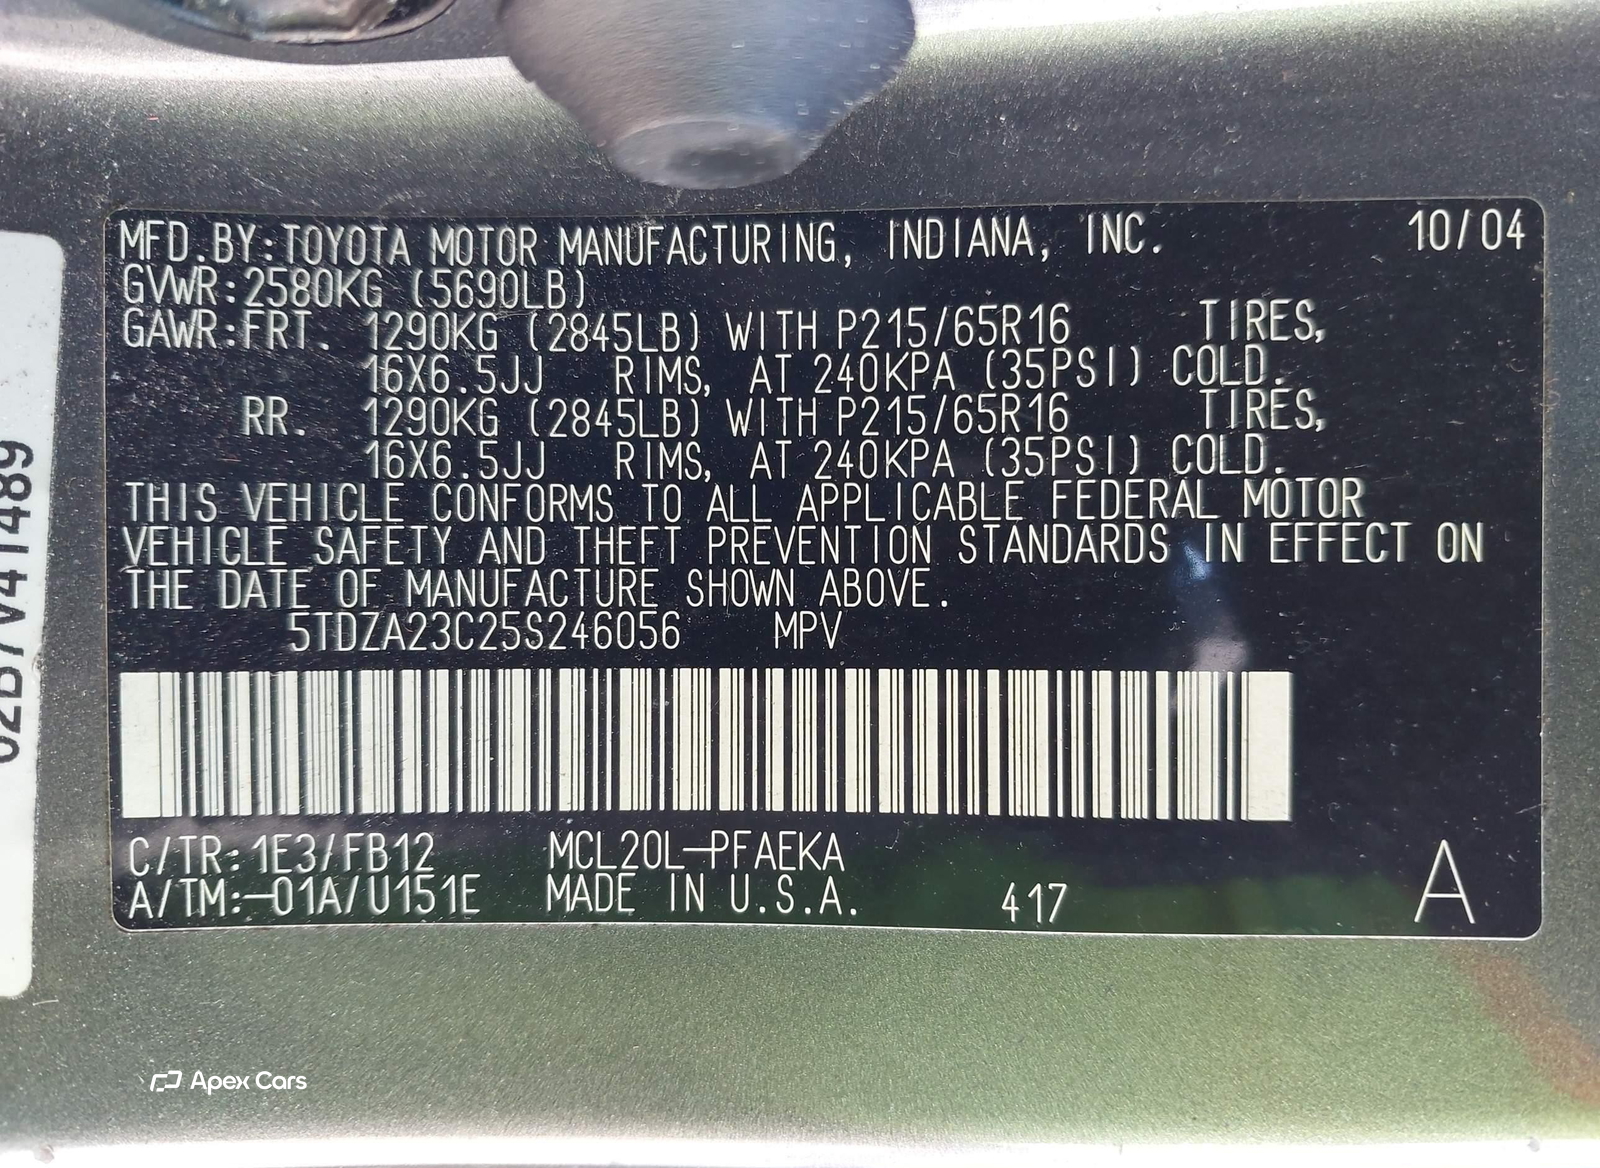 MFD.BY:TOYOTA MOTOR MANUFACTURING, INDIANA, INC. 10/04
GVWR:2580KG (5690LB)
GAWR:FRT. 1290KG (2845LB) WITH P215/65R16 TIRES,
16X6.5JJ RIMS, AT 240KPA (35PSI) COLD.
RR. 1290KG (2845LB) WITH P215/65R16 TIRES,
16X6.5JJ RIMS, AT 240KPA (35PSI) COLD.
THIS VEHICLE CONFORMS TO ALL APPLICABLE FEDERAL MOTOR
VEHICLE SAFETY AND THEFT PREVENTION STANDARDS IN EFFECT ON
THE DATE OF MANUFACTURE SHOWN ABOVE.
5TDZA23C25S246056 MPV
C/TR:1E3/FB12 MCL20L-PFAEKA
A/TM:-01A/U151E MADE IN U.S.A. 417 A
Apex Cars